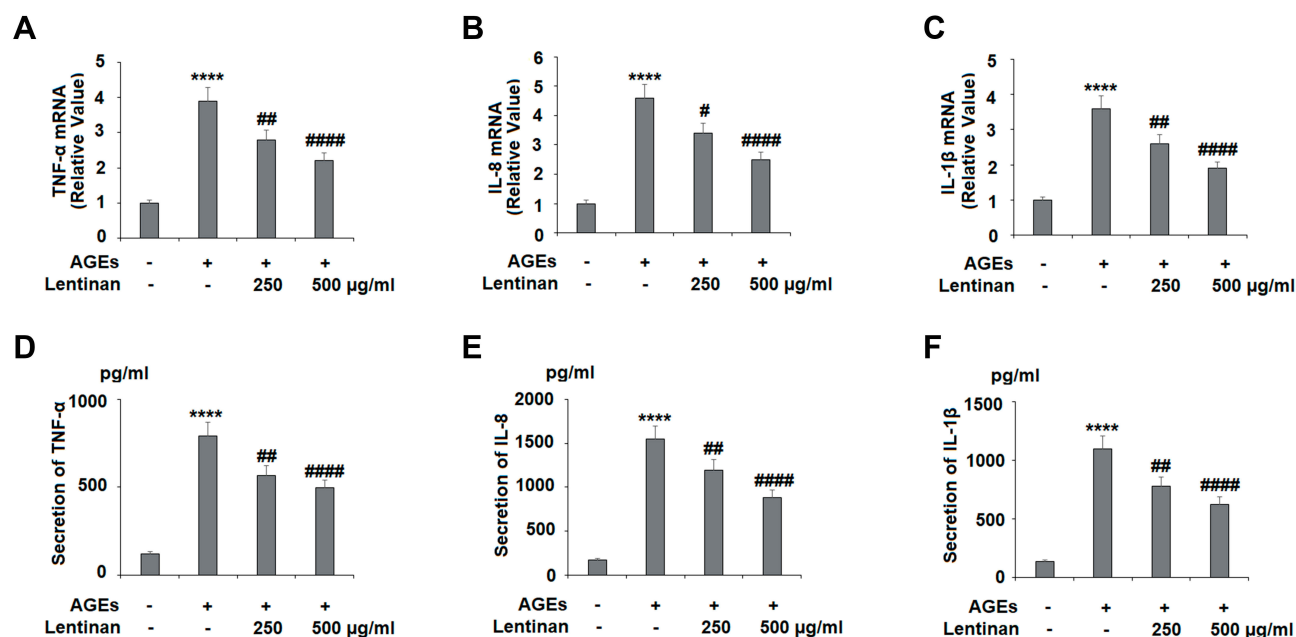 A
TNF-α mRNA
(Relative Value)
5
4
3
2
1
0
****
##
####
AGEs - + + +
Lentinan - - 250 500 µg/ml
B
IL-8 mRNA
(Relative Value)
6
5
4
3
2
1
0
****
#
####
AGEs - + + +
Lentinan - - 250 500 µg/ml
C
IL-1β mRNA
(Relative Value)
5
4
3
2
1
0
****
##
####
AGEs - + + +
Lentinan - - 250 500 µg/ml
D
pg/ml
Secretion of TNF-α
1000
500
0
****
##
####
AGEs - + + +
Lentinan - - 250 500 µg/ml
E
pg/ml
Secretion of IL-8
2000
1500
1000
500
0
****
##
####
AGEs - + + +
Lentinan - - 250 500 µg/ml
F
pg/ml
Secretion of IL-1β
1500
1000
500
0
****
##
####
AGEs - + + +
Lentinan - - 250 500 µg/ml